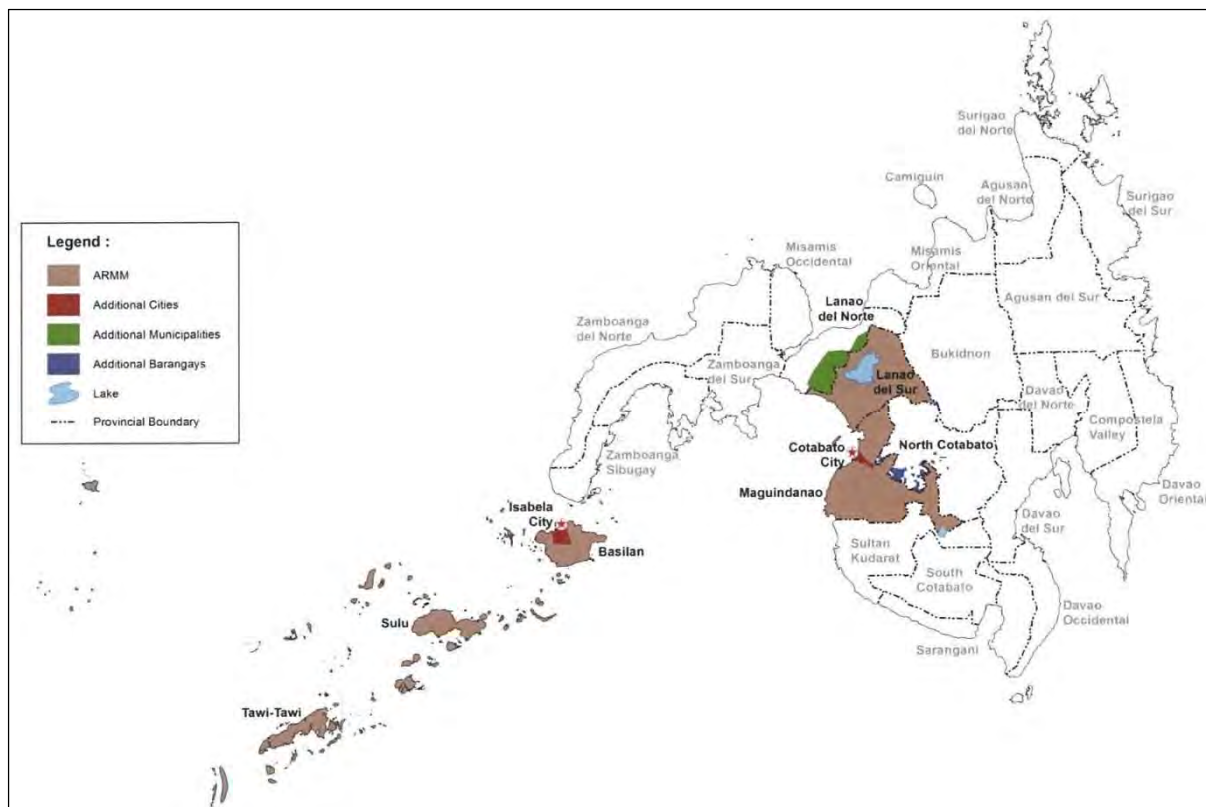 Legend :
ARMM
Additional Cities
Additional Municipalities
Additional Barangays
Lake
Provincial Boundary
Surigao
del Norte
Camiguin
Agusan
del Norte
Surigao
del Sur
Misamis
Occidental
Misamis
Oriental
Lanao
del Norte
Agusan del Sur
Zamboanga
del Norte
Bukidnon
Zamboanga
del Sur
Lanao
del Sur
Davao
del Norte
Compostela
Valley
Cotabato
City
North Cotabato
Zamboanga
Sibugay
Maguindanao
Davao
Oriental
Isabela
City
Davao
del Sur
Basilan
Sultan
Kudarat
South
Cotabato
Sulu
Davao
Occidental
Sarangani
Tawi-Tawi